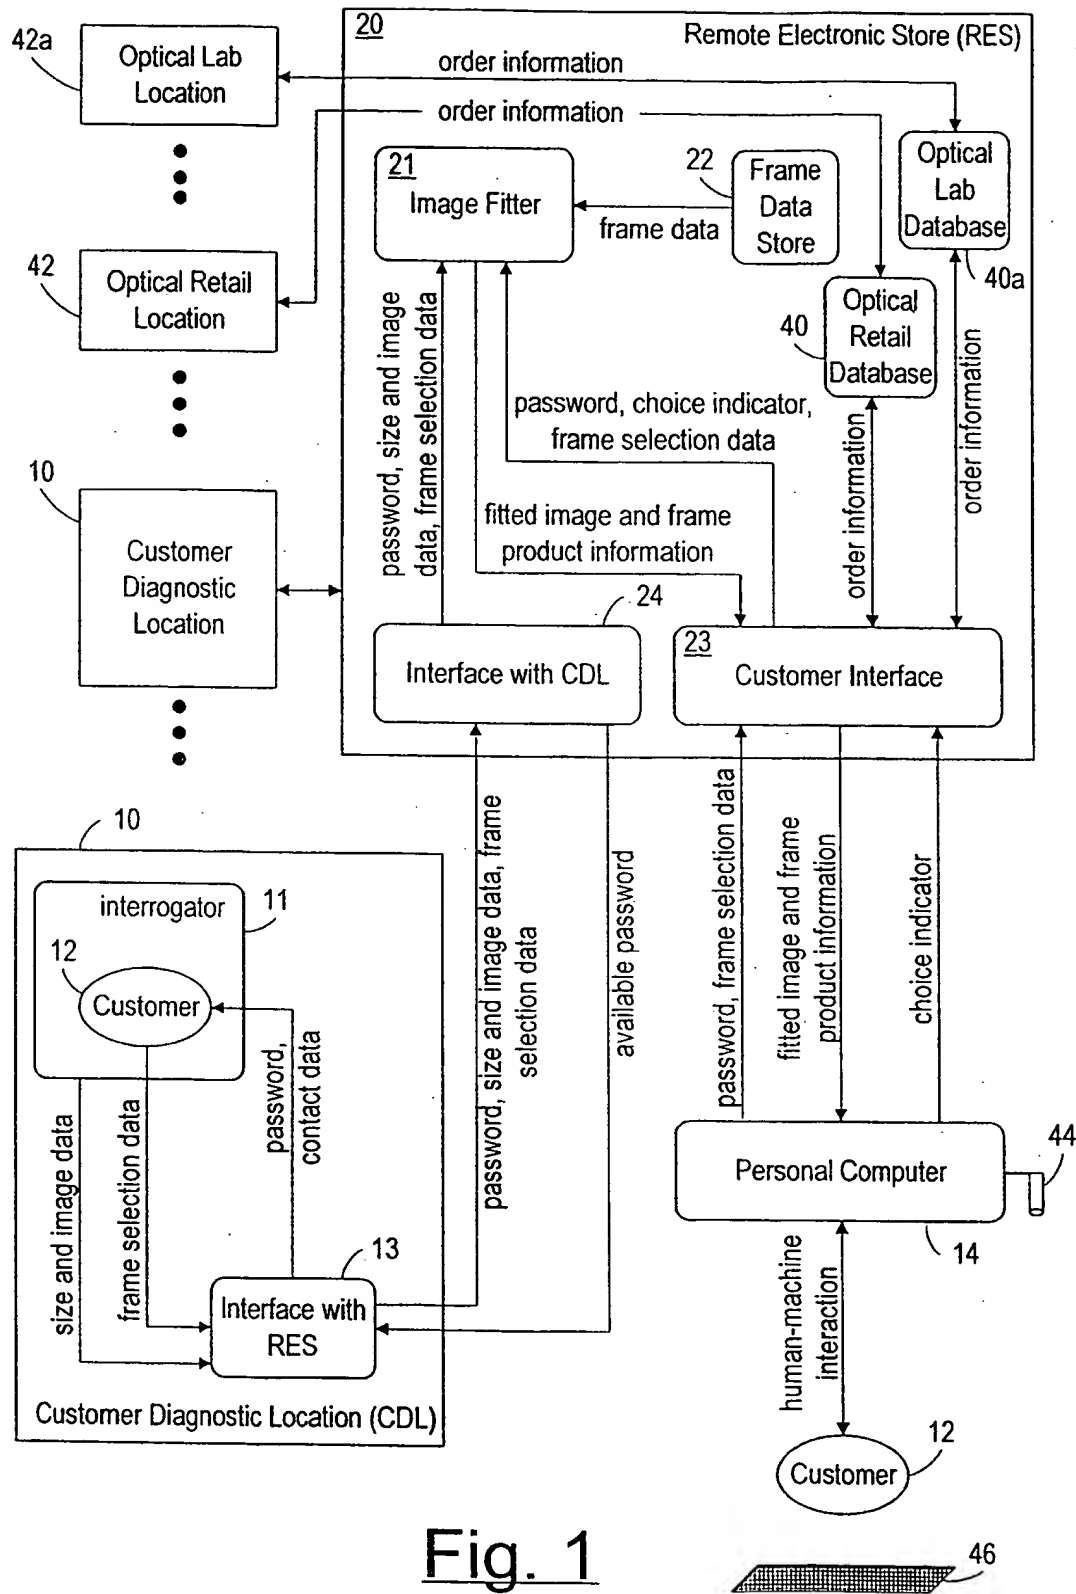 42a
Optical Lab
Location
20
Remote Electronic Store (RES)
order information
order information
21
Image Fitter
22
Frame
Data
Store
frame data
Optical
Lab
Database
40a
42
Optical Retail
Location
40
Optical
Retail
Database
password, size and image
data, frame selection data
password, choice indicator,
frame selection data
order information
order information
10
Customer
Diagnostic
Location
fitted image and frame
product information
24
Interface with CDL
23
Customer Interface
10
interrogator
11
12
Customer
password,
contact data
size and image data
frame selection data
13
Interface with
RES
Customer Diagnostic Location (CDL)
password, size and image data, frame
selection data
available password
password, frame selection data
fitted image and frame
product information
choice indicator
Personal Computer
44
14
human-machine
interaction
12
Customer
Fig. 1
46